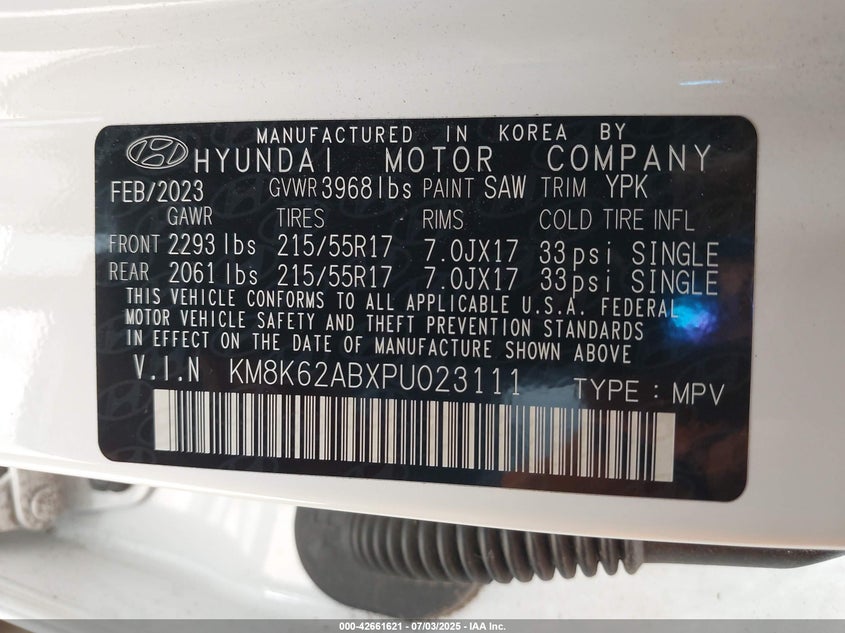 MANUFACTURED IN KOREA BY
HYUNDAI MOTOR COMPANY
FEB/2023 GVWR 3968 lbs PAINT SAW TRIM YPK
GAWR TIRES RIMS COLD TIRE INFL
FRONT 2293 lbs 215/55R17 7.0JX17 33psi SINGLE
REAR 2061 lbs 215/55R17 7.0JX17 33psi SINGLE
THIS VEHICLE CONFORMS TO ALL APPLICABLE U.S.A. FEDERAL
MOTOR VEHICLE SAFETY AND THEFT PREVENTION STANDARDS
IN EFFECT ON THE DATE OF MANUFACTURE SHOWN ABOVE
V.I.N KM8K62ABXPU023111 TYPE : MPV
000-42661621 - 07/03/2025 - IAA Inc.